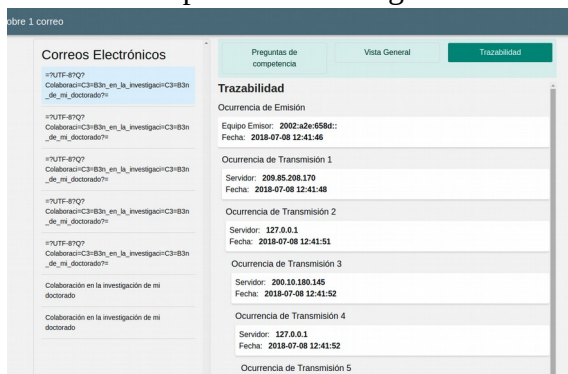 obre 1 correo
Correos Electrónicos
=?UTF-8?Q?
Colaboraci=C3=B3n_en_la_investigaci=C3=B3n
_de_mi_doctorado?=
=?UTF-8?Q?
Colaboraci=C3=B3n_en_la_investigaci=C3=B3n
_de_mi_doctorado?=
=?UTF-8?Q?
Colaboraci=C3=B3n_en_la_investigaci=C3=B3n
_de_mi_doctorado?=
=?UTF-8?Q?
Colaboraci=C3=B3n_en_la_investigaci=C3=B3n
_de_mi_doctorado?=
=?UTF-8?Q?
Colaboraci=C3=B3n_en_la_investigaci=C3=B3n
_de_mi_doctorado?=
Colaboración en la investigación de mi
doctorado
Colaboración en la investigación de mi
doctorado
Preguntas de
competencia
Vista General
Trazabilidad
Trazabilidad
Ocurrencia de Emisión
Equipo Emisor: 2002:a2e:658d::
Fecha: 2018-07-08 12:41:46
Ocurrencia de Transmisión 1
Servidor: 209.85.208.170
Fecha: 2018-07-08 12:41:48
Ocurrencia de Transmisión 2
Servidor: 127.0.0.1
Fecha: 2018-07-08 12:41:51
Ocurrencia de Transmisión 3
Servidor: 200.10.180.145
Fecha: 2018-07-08 12:41:52
Ocurrencia de Transmisión 4
Servidor: 127.0.0.1
Fecha: 2018-07-08 12:41:52
Ocurrencia de Transmisión 5